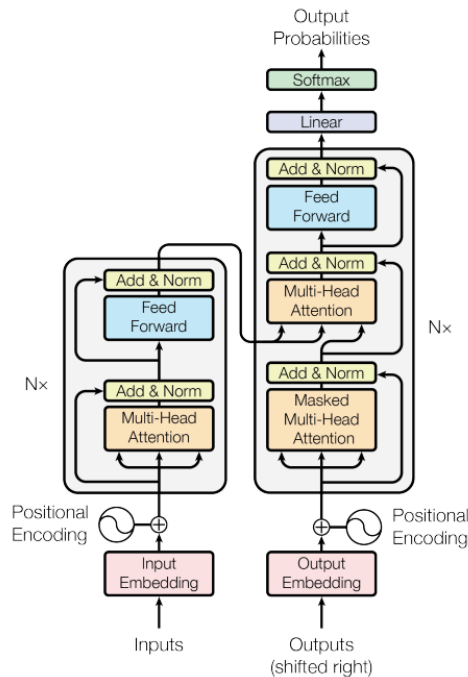 Output
Probabilities
Softmax
Linear
Add & Norm
Feed
Forward
Add & Norm
Multi-Head
Attention
Nx
Add & Norm
Masked
Multi-Head
Attention
Add & Norm
Feed
Forward
Nx
Add & Norm
Multi-Head
Attention
Positional
Encoding
Positional
Encoding
Input
Embedding
Output
Embedding
Inputs
Outputs
(shifted right)